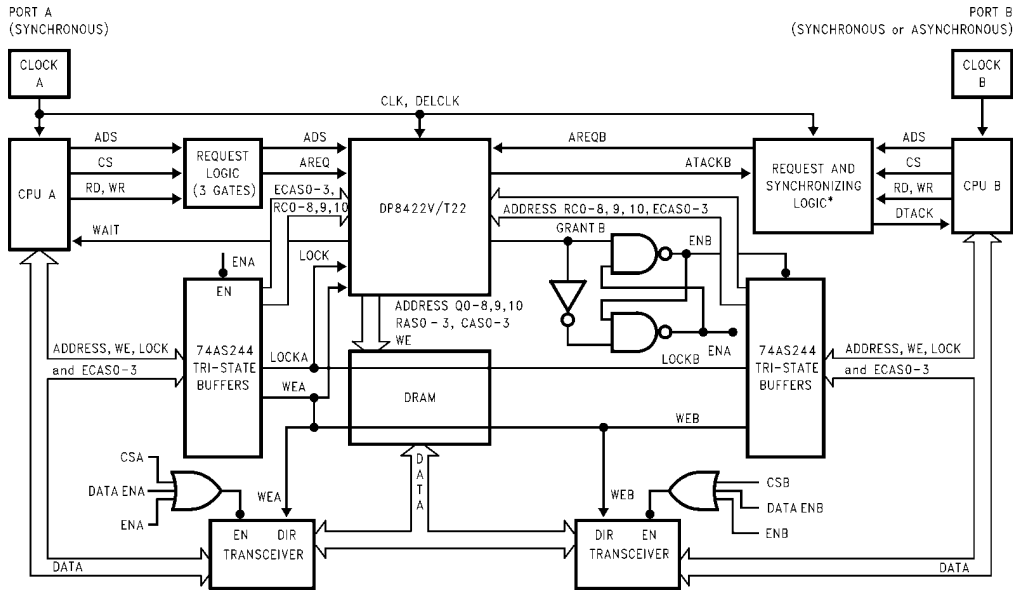 PORT A
(SYNCHRONOUS)
PORT B
(SYNCHRONOUS or ASYNCHRONOUS)
CLOCK
A
CLOCK
B
CLK, DELCLK
CPU A
ADS
CS
RD, WR
WAIT
REQUEST
LOGIC
(3 GATES)
ADS
AREQ
ECAS0-3,
RC0-8,9,10
DP8422V/T22
AREQB
ATACKB
ADDRESS RC0-8, 9, 10, ECAS0-3
GRANT B
REQUEST AND
SYNCHRONIZING
LOGIC*
ADS
CS
RD, WR
DTACK
CPU B
ENA
EN
LOCK
ENB
ENA
ADDRESS Q0-8,9,10
RAS0-3, CAS0-3
WE
ADDRESS, WE, LOCK
and ECAS0-3
74AS244
TRI-STATE
BUFFERS
LOCKA
WEA
DRAM
LOCKB
WEB
74AS244
TRI-STATE
BUFFERS
ADDRESS, WE, LOCK
and ECAS0-3
CSA
DATA ENA
ENA
WEA
DATA
WEB
CSB
DATA ENB
ENB
EN DIR
TRANSCEIVER
DIR EN
TRANSCEIVER
DATA
DATA